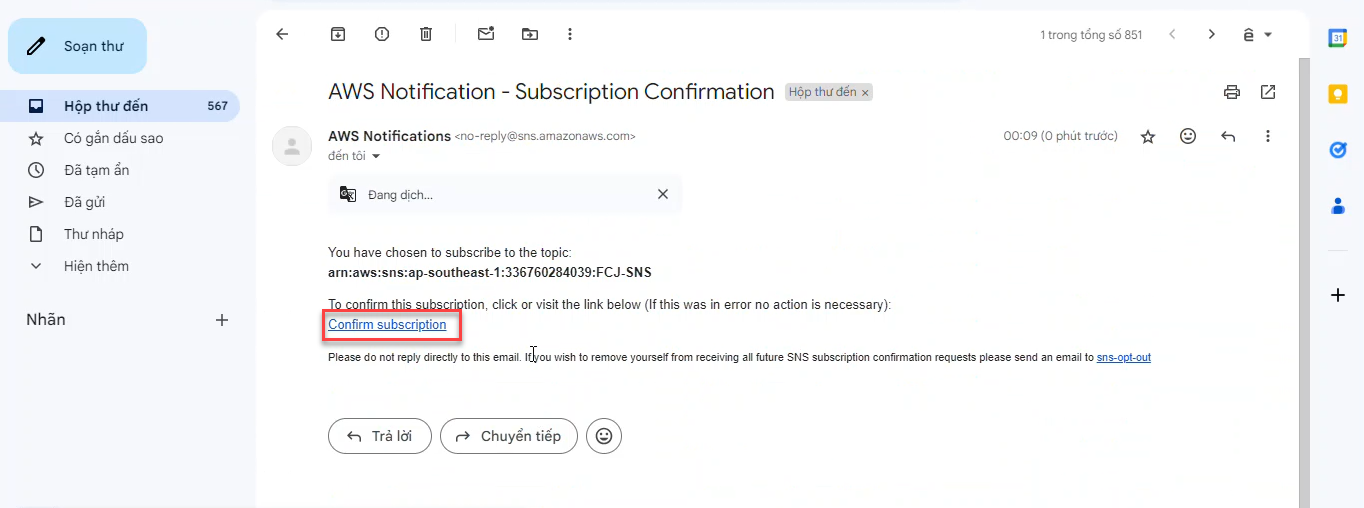 Soạn thư
1 trong tổng số 851
ê
31
AWS Notification - Subscription Confirmation
Hộp thư đến ×
Hộp thư đến 567
Có gắn dấu sao
Đã tạm ẩn
Đã gửi
Thư nháp
Hiện thêm
Nhãn
AWS Notifications <no-reply@sns.amazonaws.com>
00:09 (0 phút trước)
đến tôi
Đang dịch...
You have chosen to subscribe to the topic:
arn:aws:sns:ap-southeast-1:336760284039:FCJ-SNS
To confirm this subscription, click or visit the link below (If this was in error no action is necessary):
Confirm subscription
Please do not reply directly to this email. If you wish to remove yourself from receiving all future SNS subscription confirmation requests please send an email to sns-opt-out
Trả lời
Chuyển tiếp